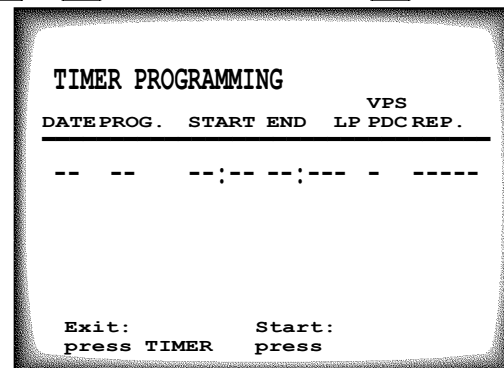 TIMER PROGRAMMING
VPS
DATE PROG. START END LP PDC REP.
-- -- --:-- --:-- - - -----
Exit: Start:
press TIMER press